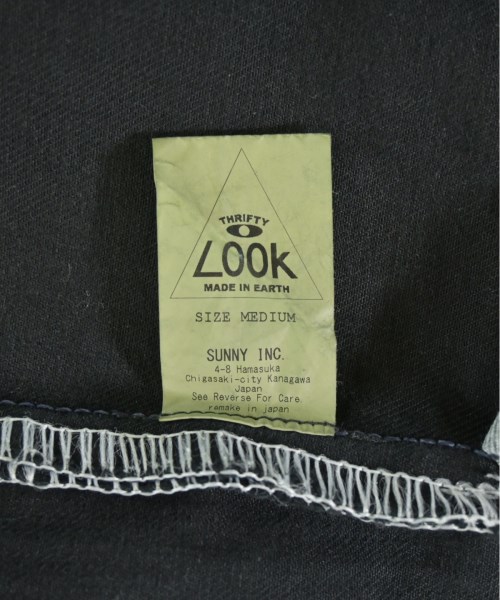 THRIFTY
LOOK
MADE IN EARTH
SIZE MEDIUM
SUNNY INC.
4-8 Hamasuka
Chigasaki-city Kanagawa
Japan
See Reverse For Care.
remake in japan